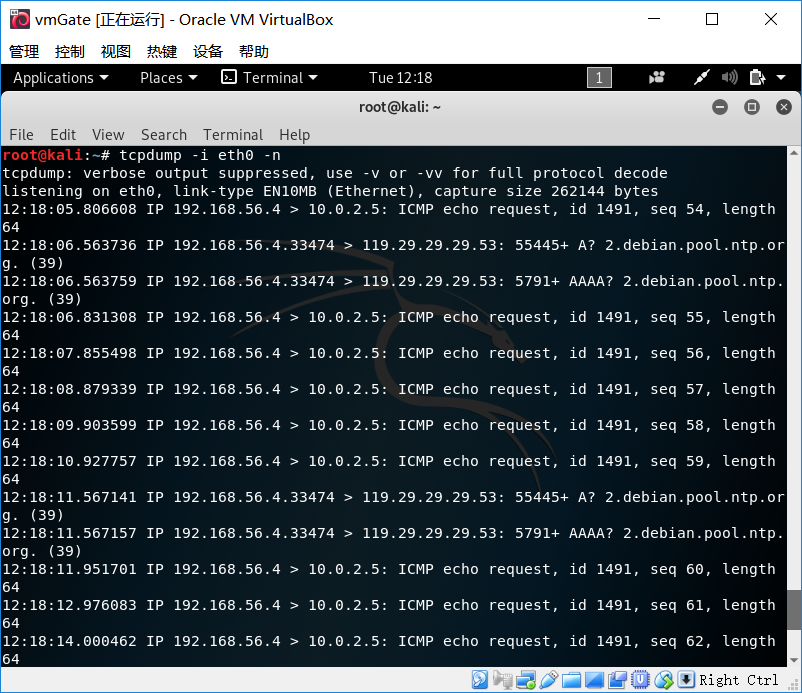 vmGate [正在运行] - Oracle VM VirtualBox
管理 控制 视图 热键 设备 帮助
Applications Places Terminal Tue 12:18 1
root@kali: ~
File Edit View Search Terminal Help
root@kali:~# tcpdump -i eth0 -n
tcpdump: verbose output suppressed, use -v or -vv for full protocol decode
listening on eth0, link-type EN10MB (Ethernet), capture size 262144 bytes
12:18:05.806608 IP 192.168.56.4 > 10.0.2.5: ICMP echo request, id 1491, seq 54, length
64
12:18:06.563736 IP 192.168.56.4.33474 > 119.29.29.29.53: 55445+ A? 2.debian.pool.ntp.or
g. (39)
12:18:06.563759 IP 192.168.56.4.33474 > 119.29.29.29.53: 5791+ AAAA? 2.debian.pool.ntp.
org. (39)
12:18:06.831308 IP 192.168.56.4 > 10.0.2.5: ICMP echo request, id 1491, seq 55, length
64
12:18:07.855498 IP 192.168.56.4 > 10.0.2.5: ICMP echo request, id 1491, seq 56, length
64
12:18:08.879339 IP 192.168.56.4 > 10.0.2.5: ICMP echo request, id 1491, seq 57, length
64
12:18:09.903599 IP 192.168.56.4 > 10.0.2.5: ICMP echo request, id 1491, seq 58, length
64
12:18:10.927757 IP 192.168.56.4 > 10.0.2.5: ICMP echo request, id 1491, seq 59, length
64
12:18:11.567141 IP 192.168.56.4.33474 > 119.29.29.29.53: 55445+ A? 2.debian.pool.ntp.or
g. (39)
12:18:11.567157 IP 192.168.56.4.33474 > 119.29.29.29.53: 5791+ AAAA? 2.debian.pool.ntp.
org. (39)
12:18:11.951701 IP 192.168.56.4 > 10.0.2.5: ICMP echo request, id 1491, seq 60, length
64
12:18:12.976083 IP 192.168.56.4 > 10.0.2.5: ICMP echo request, id 1491, seq 61, length
64
12:18:14.000462 IP 192.168.56.4 > 10.0.2.5: ICMP echo request, id 1491, seq 62, length
64
Right Ctrl